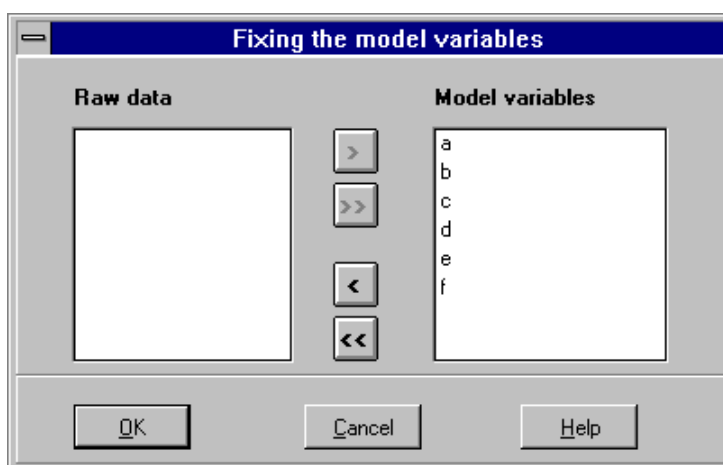 Fixing the model variables
Raw data
Model variables
>
>>
<
<<
a
b
c
d
e
f
OK
Cancel
Help